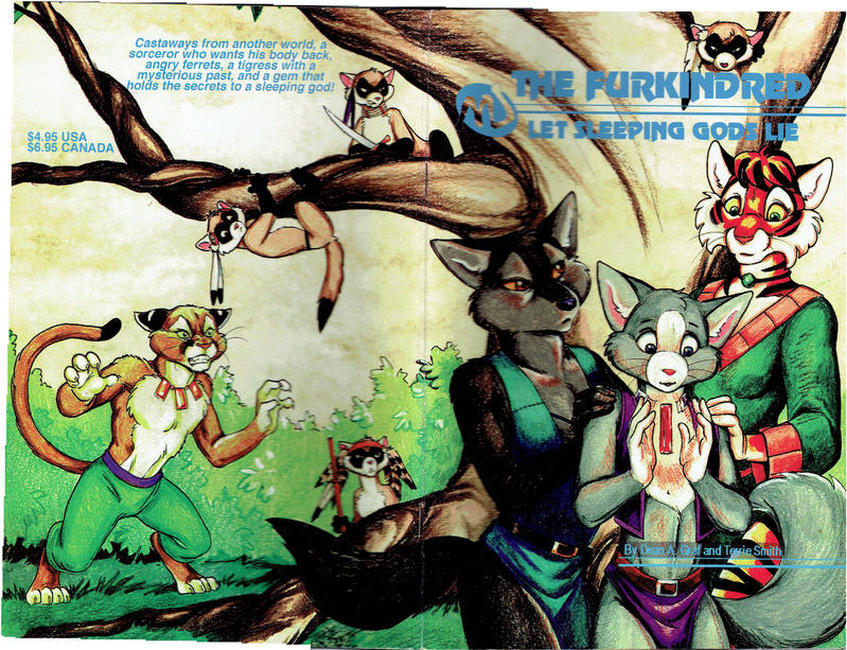 Castaways from another world, a
sorceror who wants his body back,
angry ferrets, a tigress with a
mysterious past, and a gem that
holds the secrets to a sleeping god!
$4.95 USA
$6.95 CANADA
THE FURKINDRED
LET SLEEPING GODS LIE
By Dean A. Graf and Terrie Smith